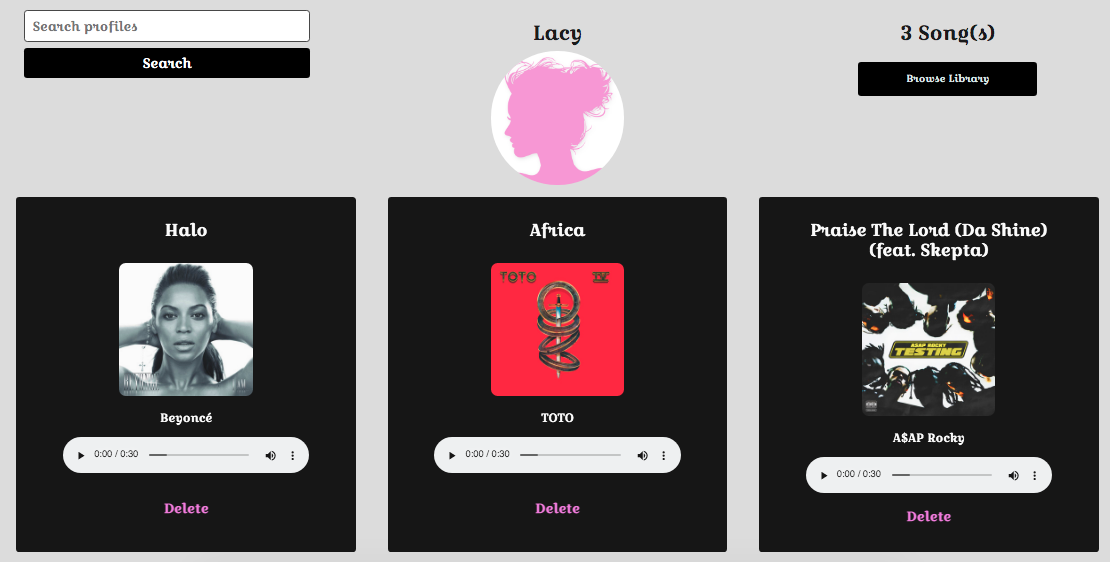 Search profiles
Search
Lacy
3 Song(s)
Browse Library
Halo
Beyoncé
0:00 / 0:30
Delete
Africa
TOTO IV
TOTO
0:00 / 0:30
Delete
Praise The Lord (Da Shine)
(feat. Skepta)
A$AP ROCKY
TESTING
A$AP Rocky
0:00 / 0:30
Delete